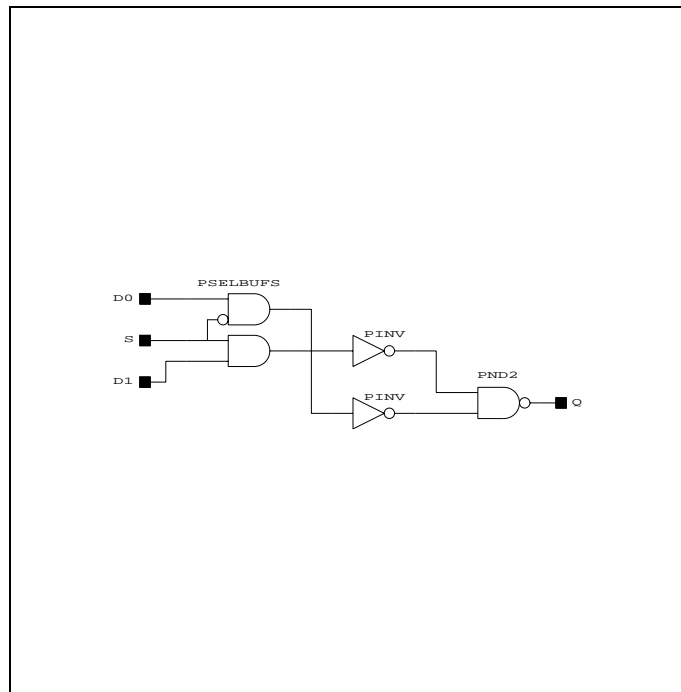 PSELBUFS
D0
S
PINV
D1
PND2
PINV
Q